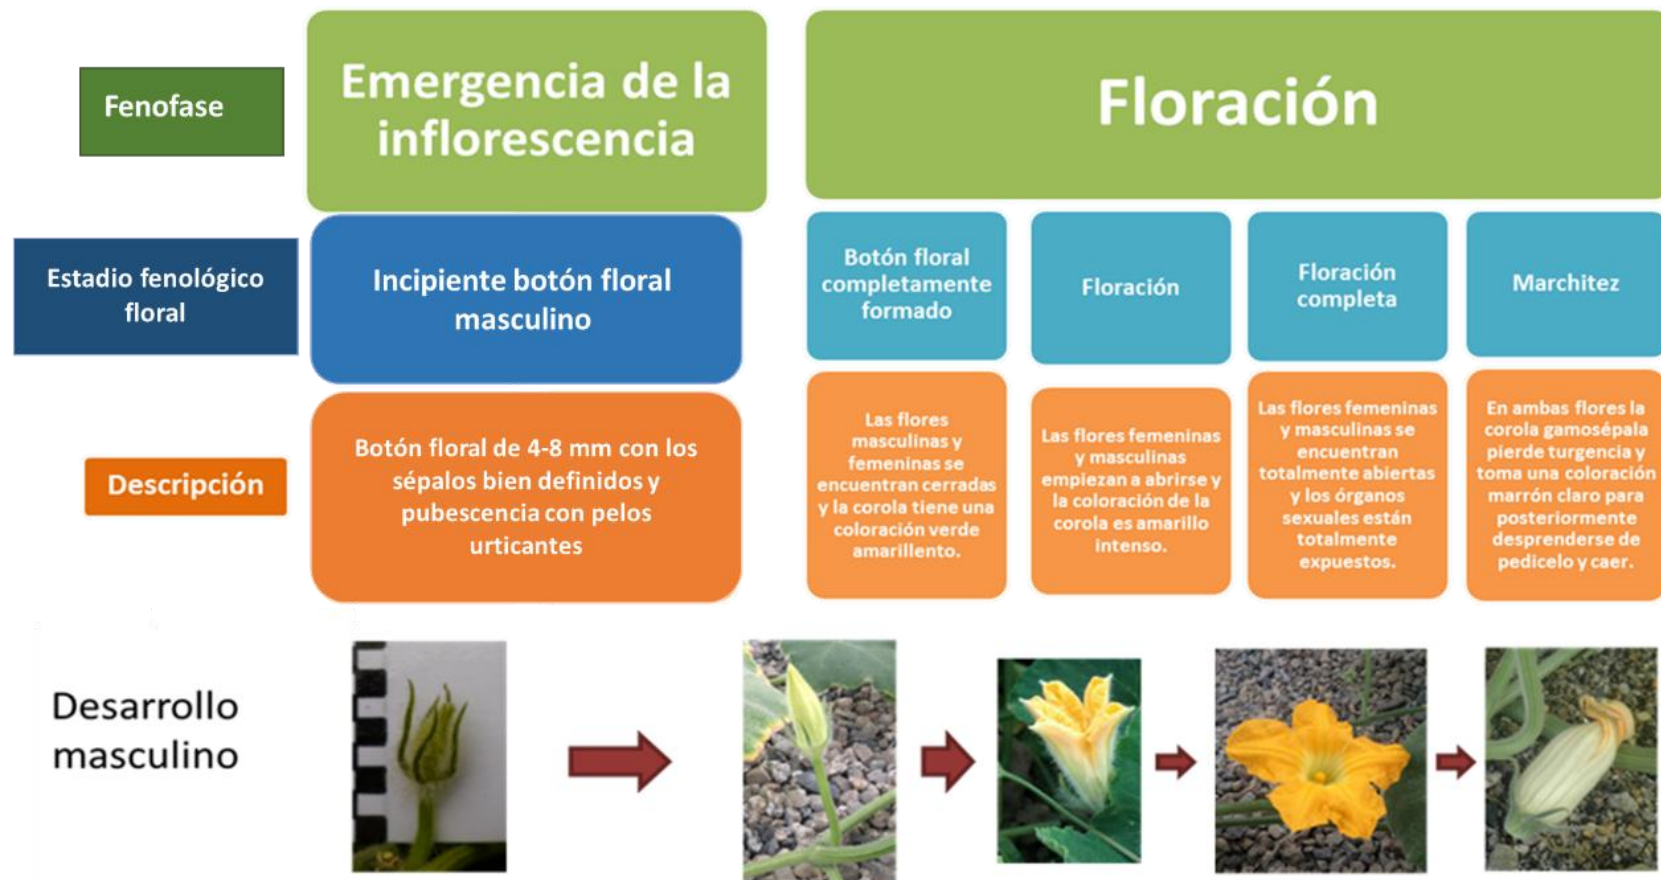 Fenofase
Emergencia de la
inflorescencia
Floración
Estadio fenológico
floral
Incipiente botón floral
masculino
Botón floral
completamente
formado
Floración
Floración
completa
Marchitez
Descripción
Botón floral de 4-8 mm con los
sépalos bien definidos y
pubescencia con pelos
urticantes
Las flores
masculinas y
femeninas se
encuentran cerradas
y la corola tiene una
coloración verde
amarillento.
Las flores femeninas
y masculinas
empiezan a abrirse y
la coloración de la
corola es amarillo
intenso.
Las flores femeninas
y masculinas se
encuentran
totalmente abiertas
y los órganos
sexuales están
totalmente
expuestos.
En ambas flores la
corola gamosépala
pierde turgencia y
toma una coloración
marrón claro para
posteriormente
desprenderse de
pedicelo y caer.
Desarrollo
masculino